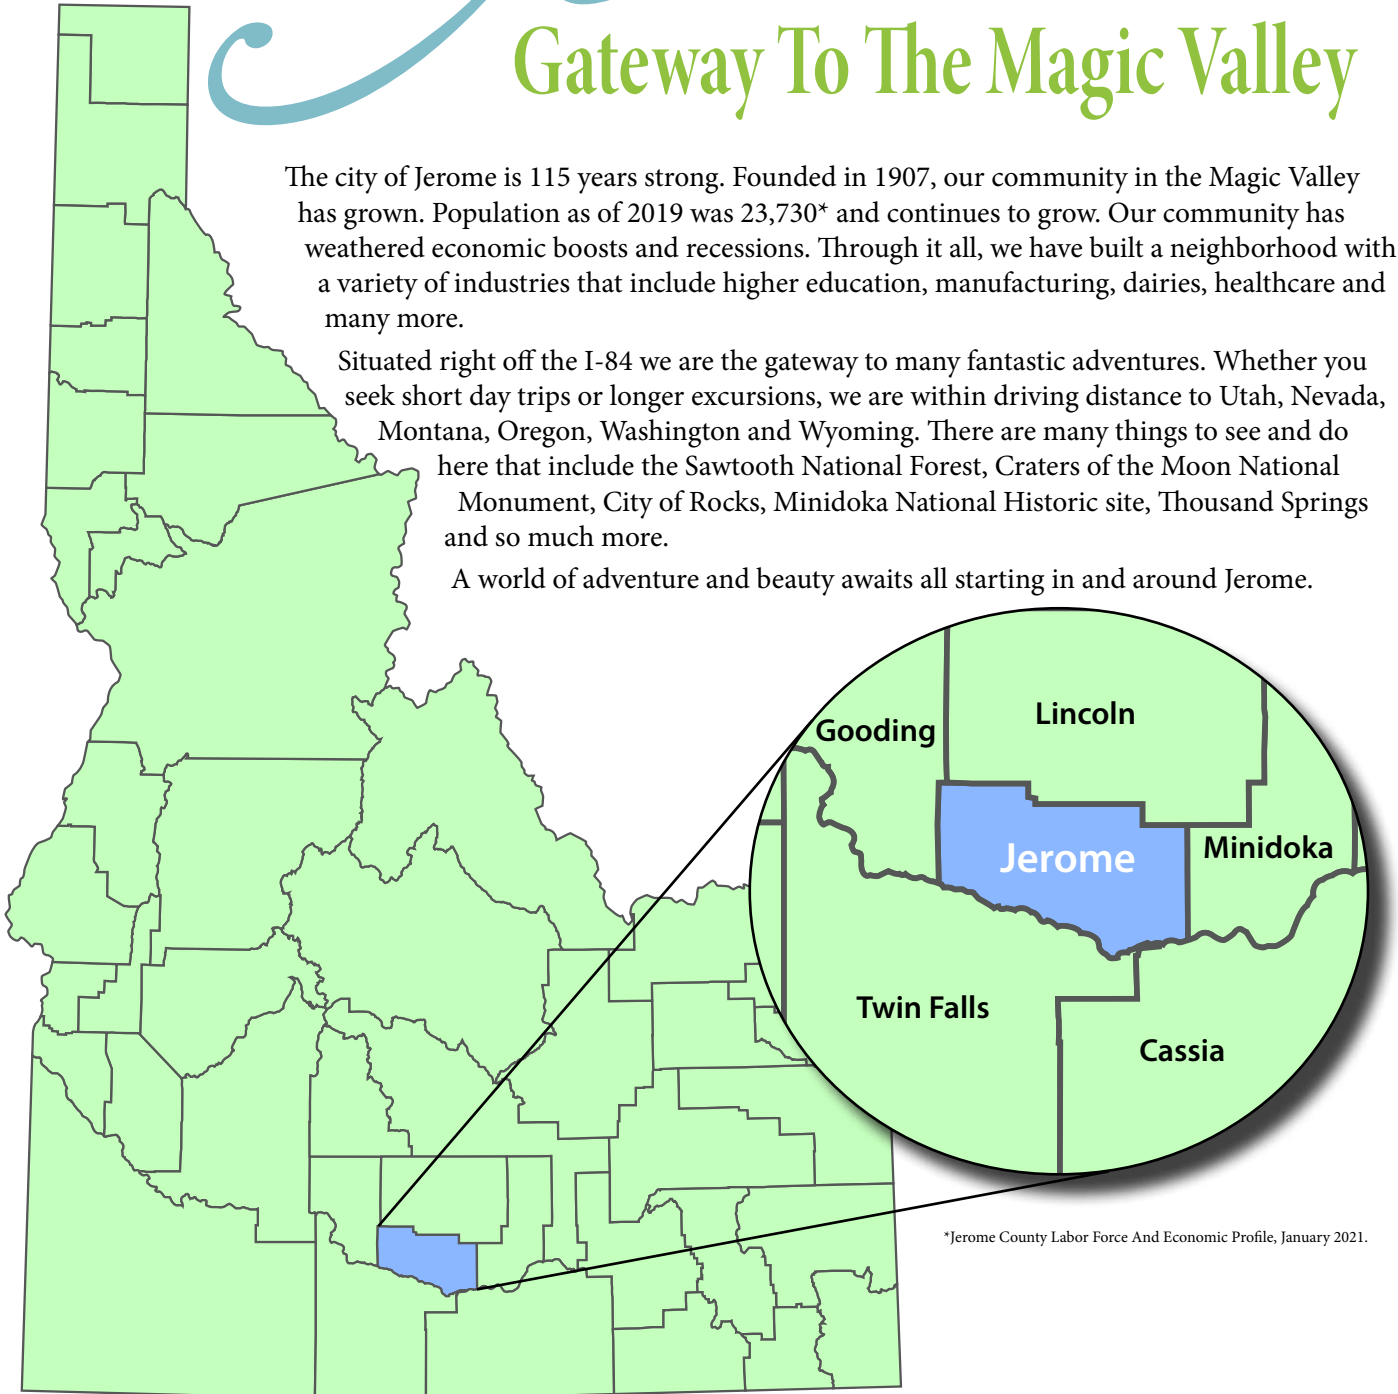 Gateway To The Magic Valley
The city of Jerome is 115 years strong. Founded in 1907, our community in the Magic Valley
has grown. Population as of 2019 was 23,730* and continues to grow. Our community has
weathered economic boosts and recessions. Through it all, we have built a neighborhood with
a variety of industries that include higher education, manufacturing, dairies, healthcare and
many more.
Situated right off the I-84 we are the gateway to many fantastic adventures. Whether you
seek short day trips or longer excursions, we are within driving distance to Utah, Nevada,
Montana, Oregon, Washington and Wyoming. There are many things to see and do
here that include the Sawtooth National Forest, Craters of the Moon National
Monument, City of Rocks, Minidoka National Historic site, Thousand Springs
and so much more.
A world of adventure and beauty awaits all starting in and around Jerome.
Gooding
Lincoln
Jerome
Minidoka
Twin Falls
Cassia
*Jerome County Labor Force And Economic Profile, January 2021.